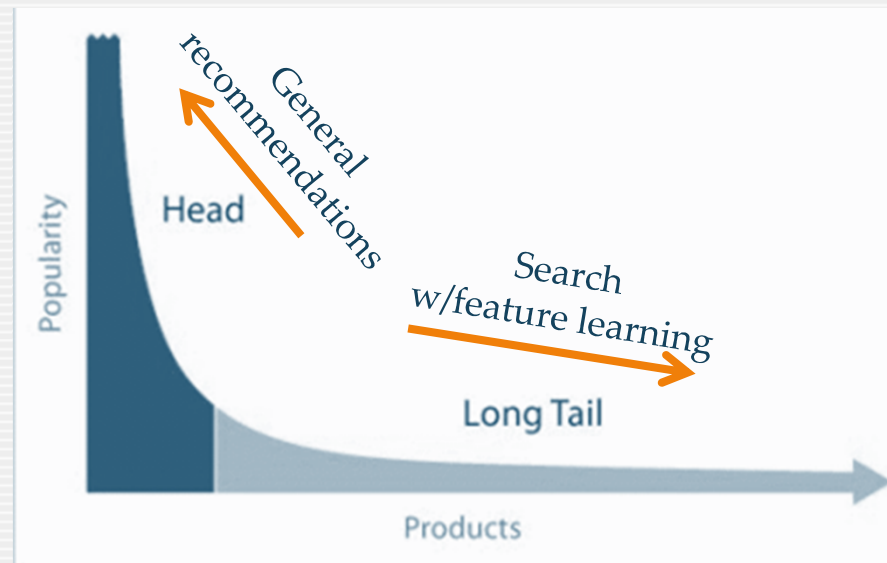 General
recommendations
Head
Popularity
Search
w/feature learning
Long Tail
Products